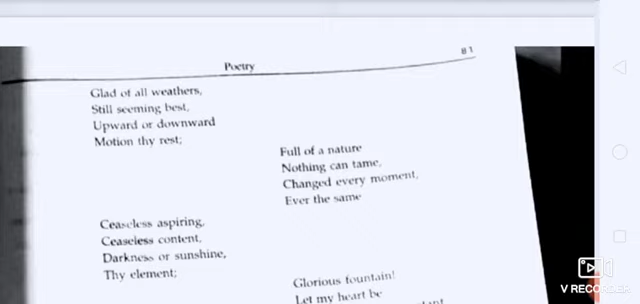 Poetry
81
Glad of all weathers,
Still seeming best,
Upward or downward
Motion thy rest;
Full of a nature
Nothing can tame,
Changed every moment,
Ever the same
Ceaseless aspiring,
Ceaseless content,
Darkness or sunshine,
Thy element;
Glorious fountain!
Let my heart be
V RECORDER